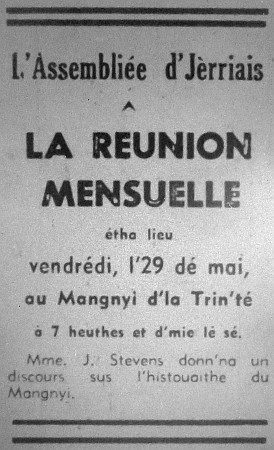 L'Assembliée d'Jèrriais
LA REUNION
MENSUELLE
étha lieu
vendrédi, l'29 dé mai,
au Mangnyi d'la Trin'té
à 7 heuthes et d'mie lé sé.
Mme. J. Stevens donn'na un
discours sus l'histouaithe du
Mangnyi.